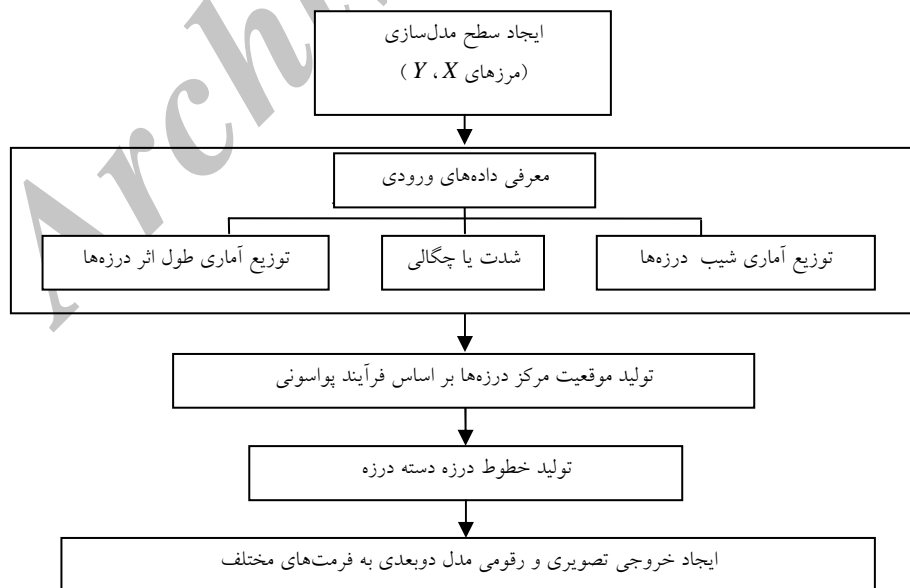 ایجاد سطح مدل‌سازی
(مرزهای Y ، X )
معرفی داده‌های ورودی
توزیع آماری شیب درزه‌ها
شدت یا چگالی
توزیع آماری طول اثر درزه‌ها
تولید موقعیت مرکز درزه‌ها بر اساس فرآیند پواسونی
تولید خطوط درزه دسته درزه
ایجاد خروجی تصویری و رقومی مدل دوبعدی به فرمت‌های مختلف